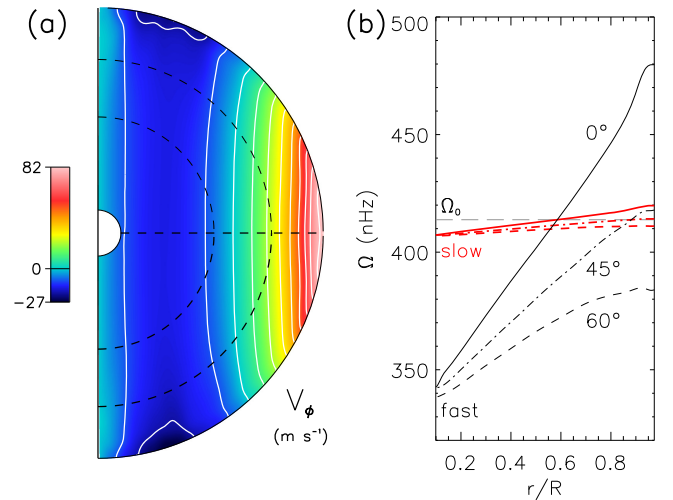 (a)
82
0
−27
V_ϕ
(m s⁻¹)
(b)
500
450
400
350
Ω (nHz)
0°
Ω₀
slow
45°
60°
fast
0.2 0.4 0.6 0.8
r/R